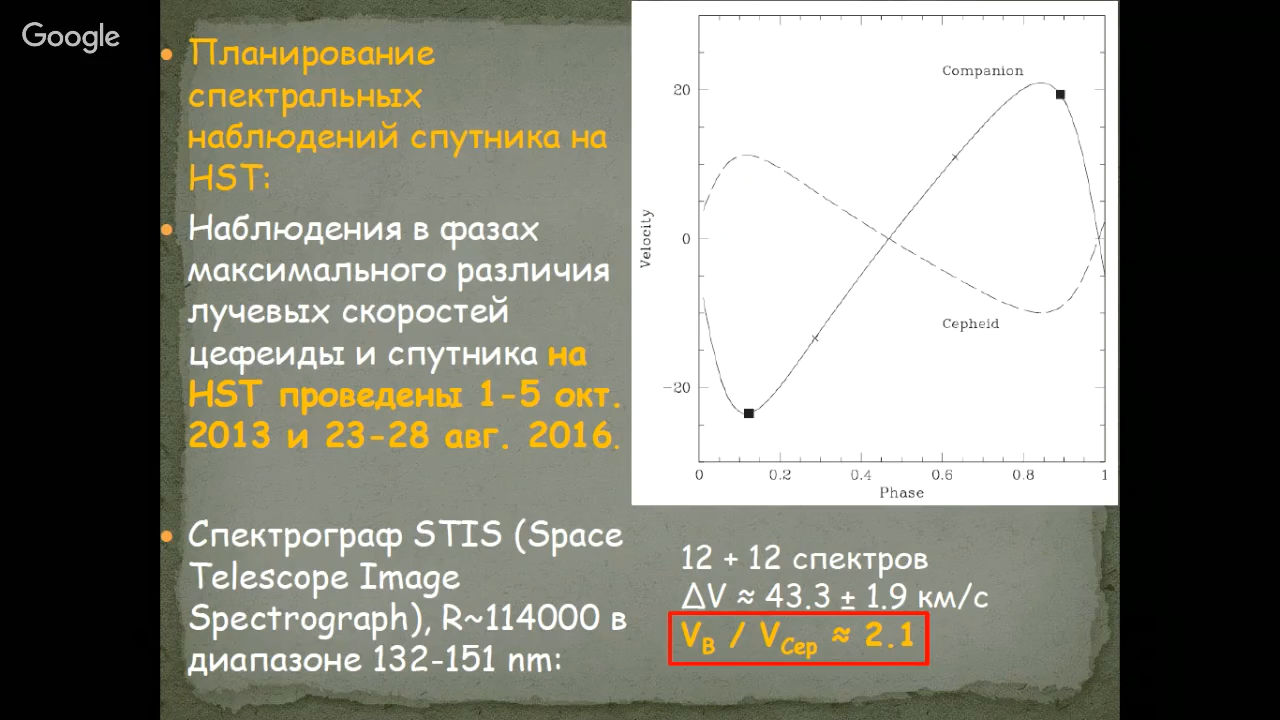 Google
Планирование
спектральных
наблюдений спутника на
HST:
Наблюдения в фазах
максимального различия
лучевых скоростей
цефеиды и спутника на
HST проведены 1-5 окт.
2013 и 23-28 авг. 2016.
Спектрограф STIS (Space
Telescope Image
Spectrograph), R~114000 в
диапазоне 132-151 nm:
Companion
20
Velocity
0
Cepheid
−20
0 0.2 0.4 0.6 0.8 1
Phase
12 + 12 спектров
ΔV ≈ 43.3 ± 1.9 км/с
VB / VCep ≈ 2.1